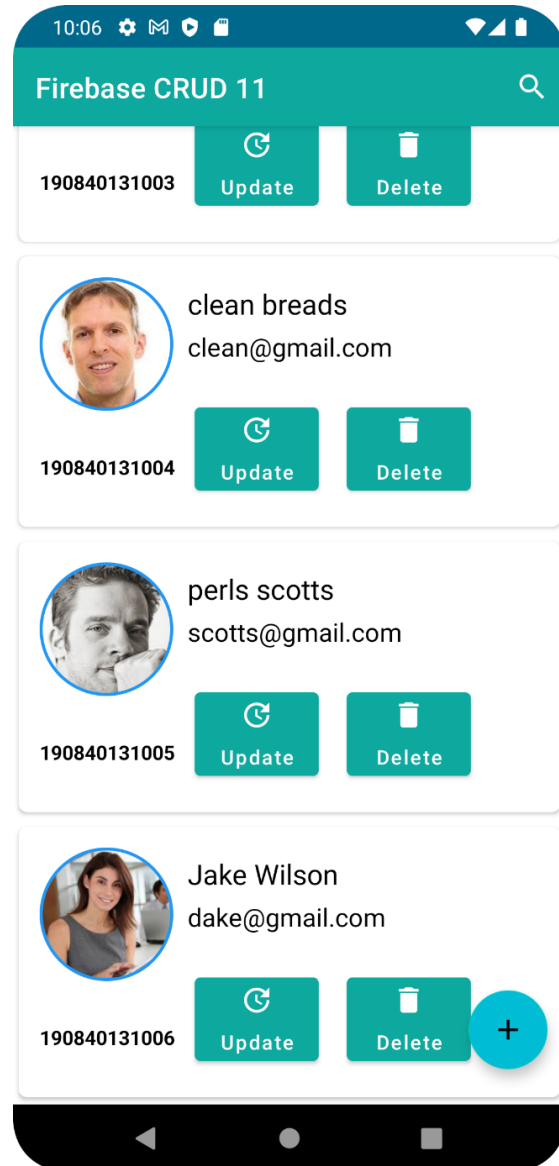 10:06
Firebase CRUD 11
190840131003
Update
Delete
clean breads
clean@gmail.com
190840131004
Update
Delete
perls scotts
scotts@gmail.com
190840131005
Update
Delete
Jake Wilson
dake@gmail.com
190840131006
Update
Delete
+